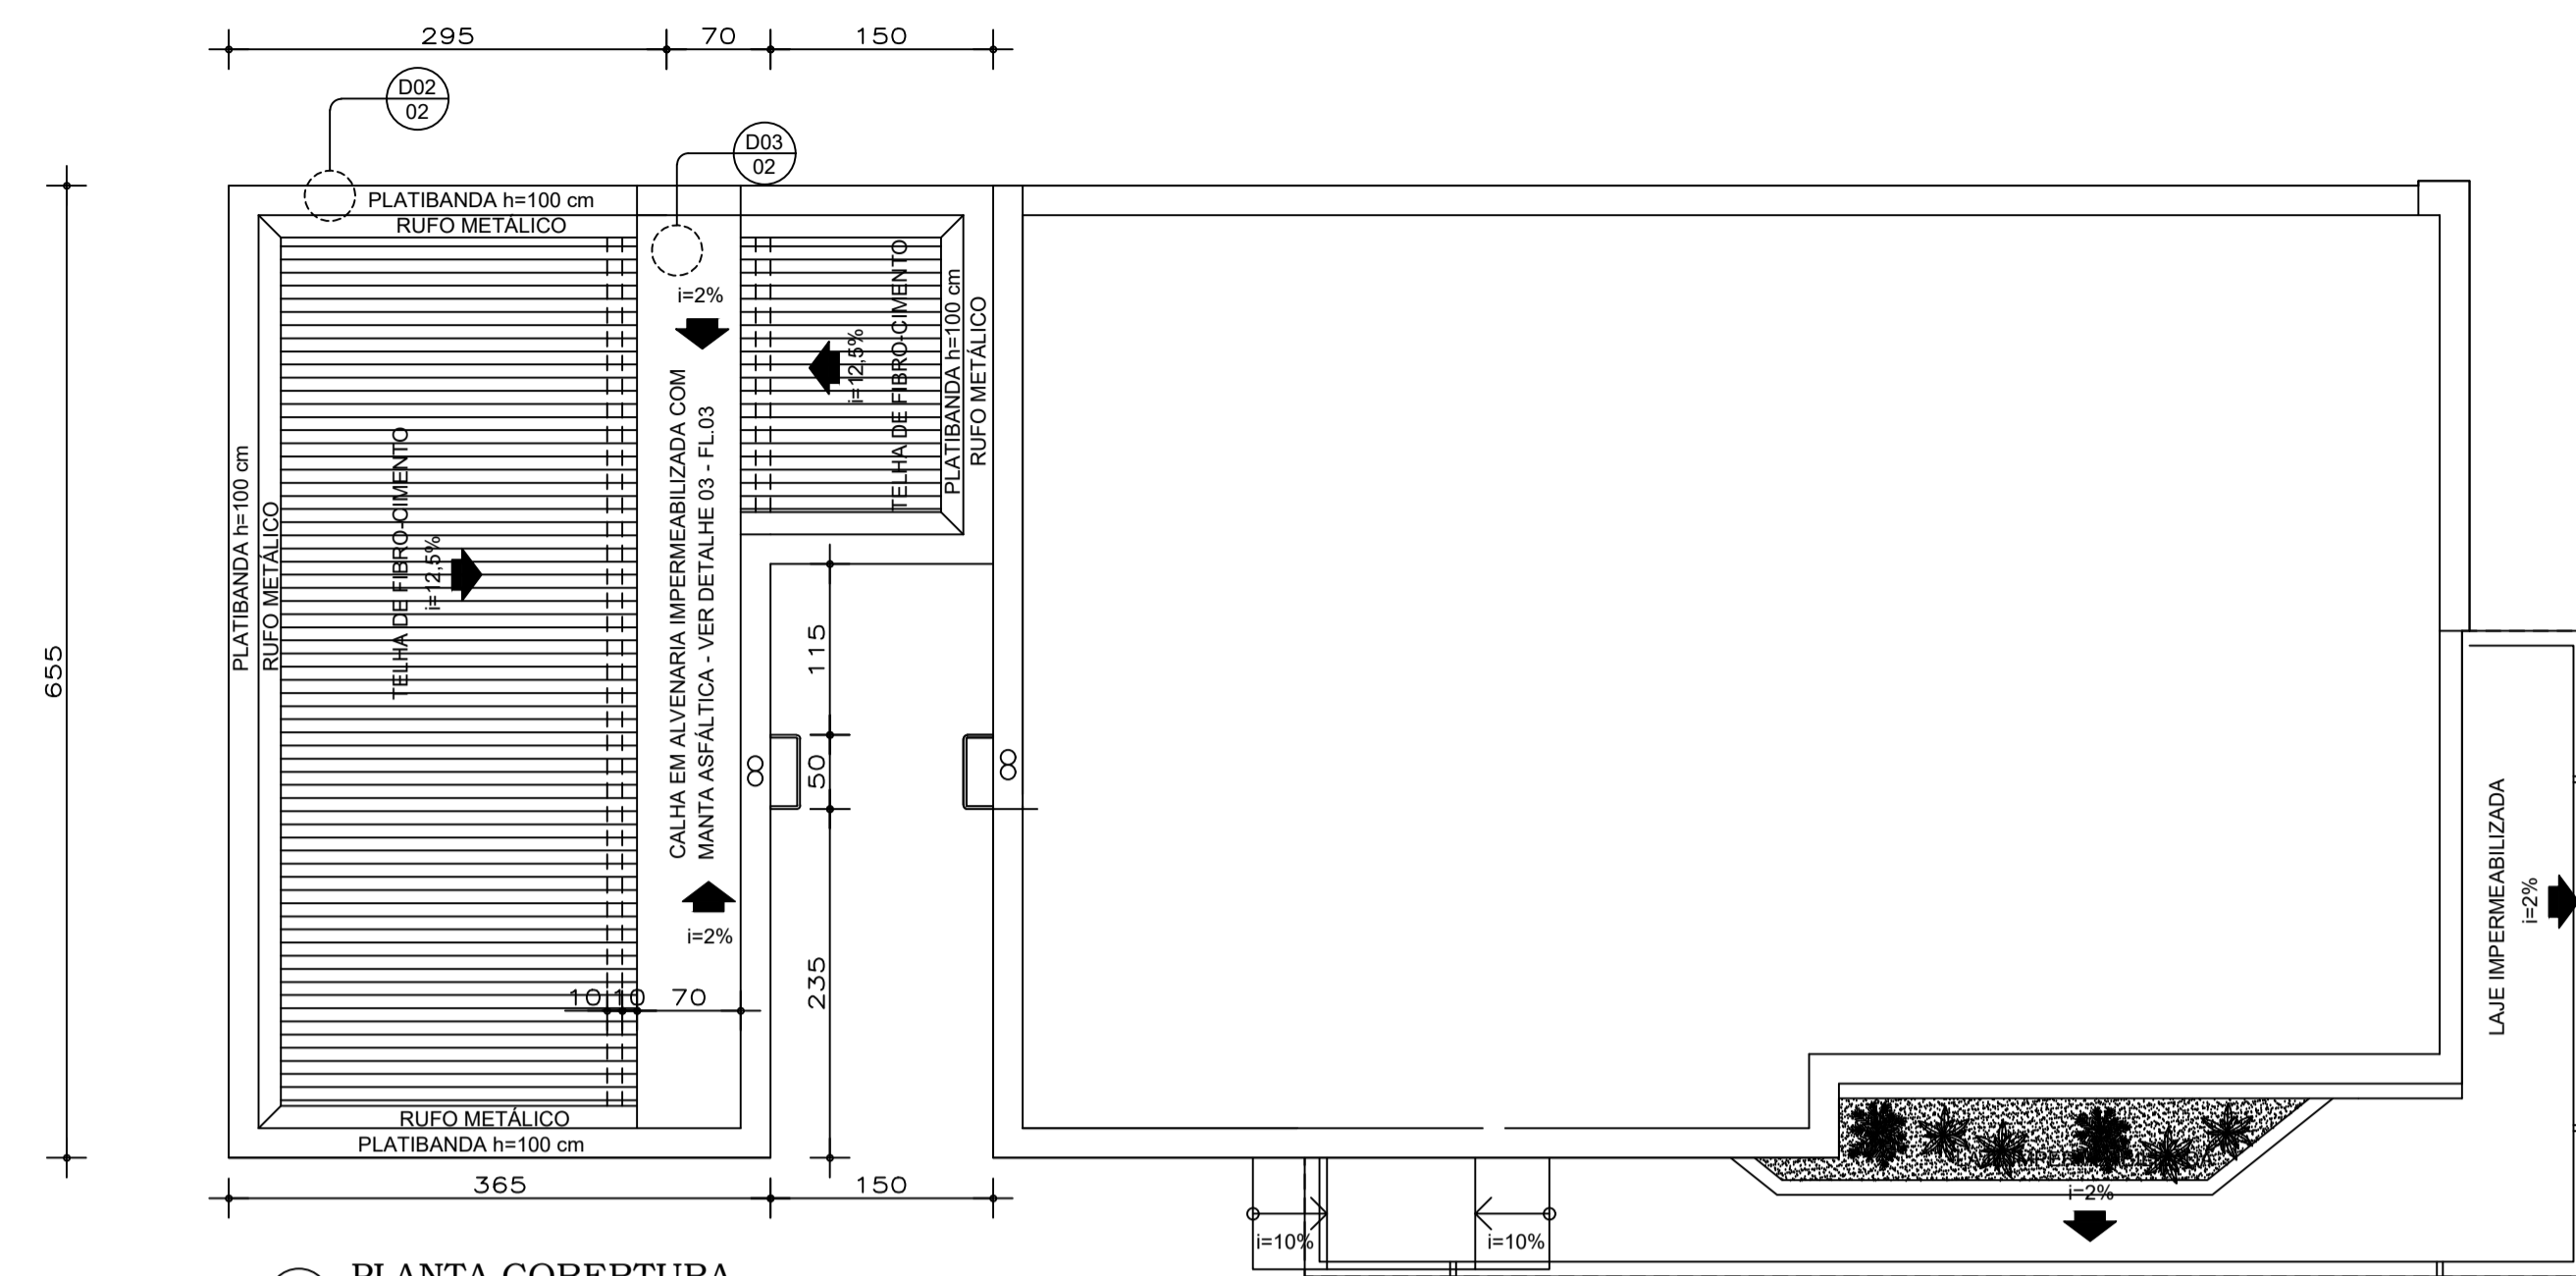 295
70
150
D02
02
D03
02
PLATIBANDA h=100 cm
RUFO METÁLICO
i=2%
TELHA DE FIBRO-CIMENTO
i=12,5%
PLATIBANDA h=100 cm
RUFO METÁLICO
CALHA EM ALVENARIA IMPERMEABILIZADA COM
MANTA ASFÁLTICA - VER DETALHE 03 - FL.03
PLATIBANDA h=100 cm
RUFO METÁLICO
TELHA DE FIBRO-CIMENTO
i=12,5%
655
115
50
235
i=2%
10
10
70
RUFO METÁLICO
PLATIBANDA h=100 cm
365
150
LAJE IMPERMEABILIZADA
i=2%
i=2%
i=10%
i=10%
PLANTA COBERTURA